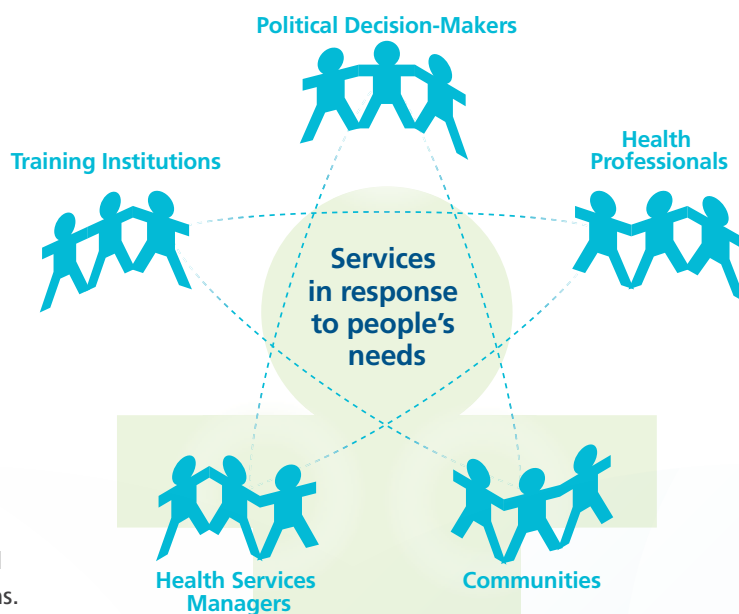 Political Decision-Makers
Training Institutions
Health
Professionals
Services
in response
to people’s
needs
Health Services
Managers
Communities